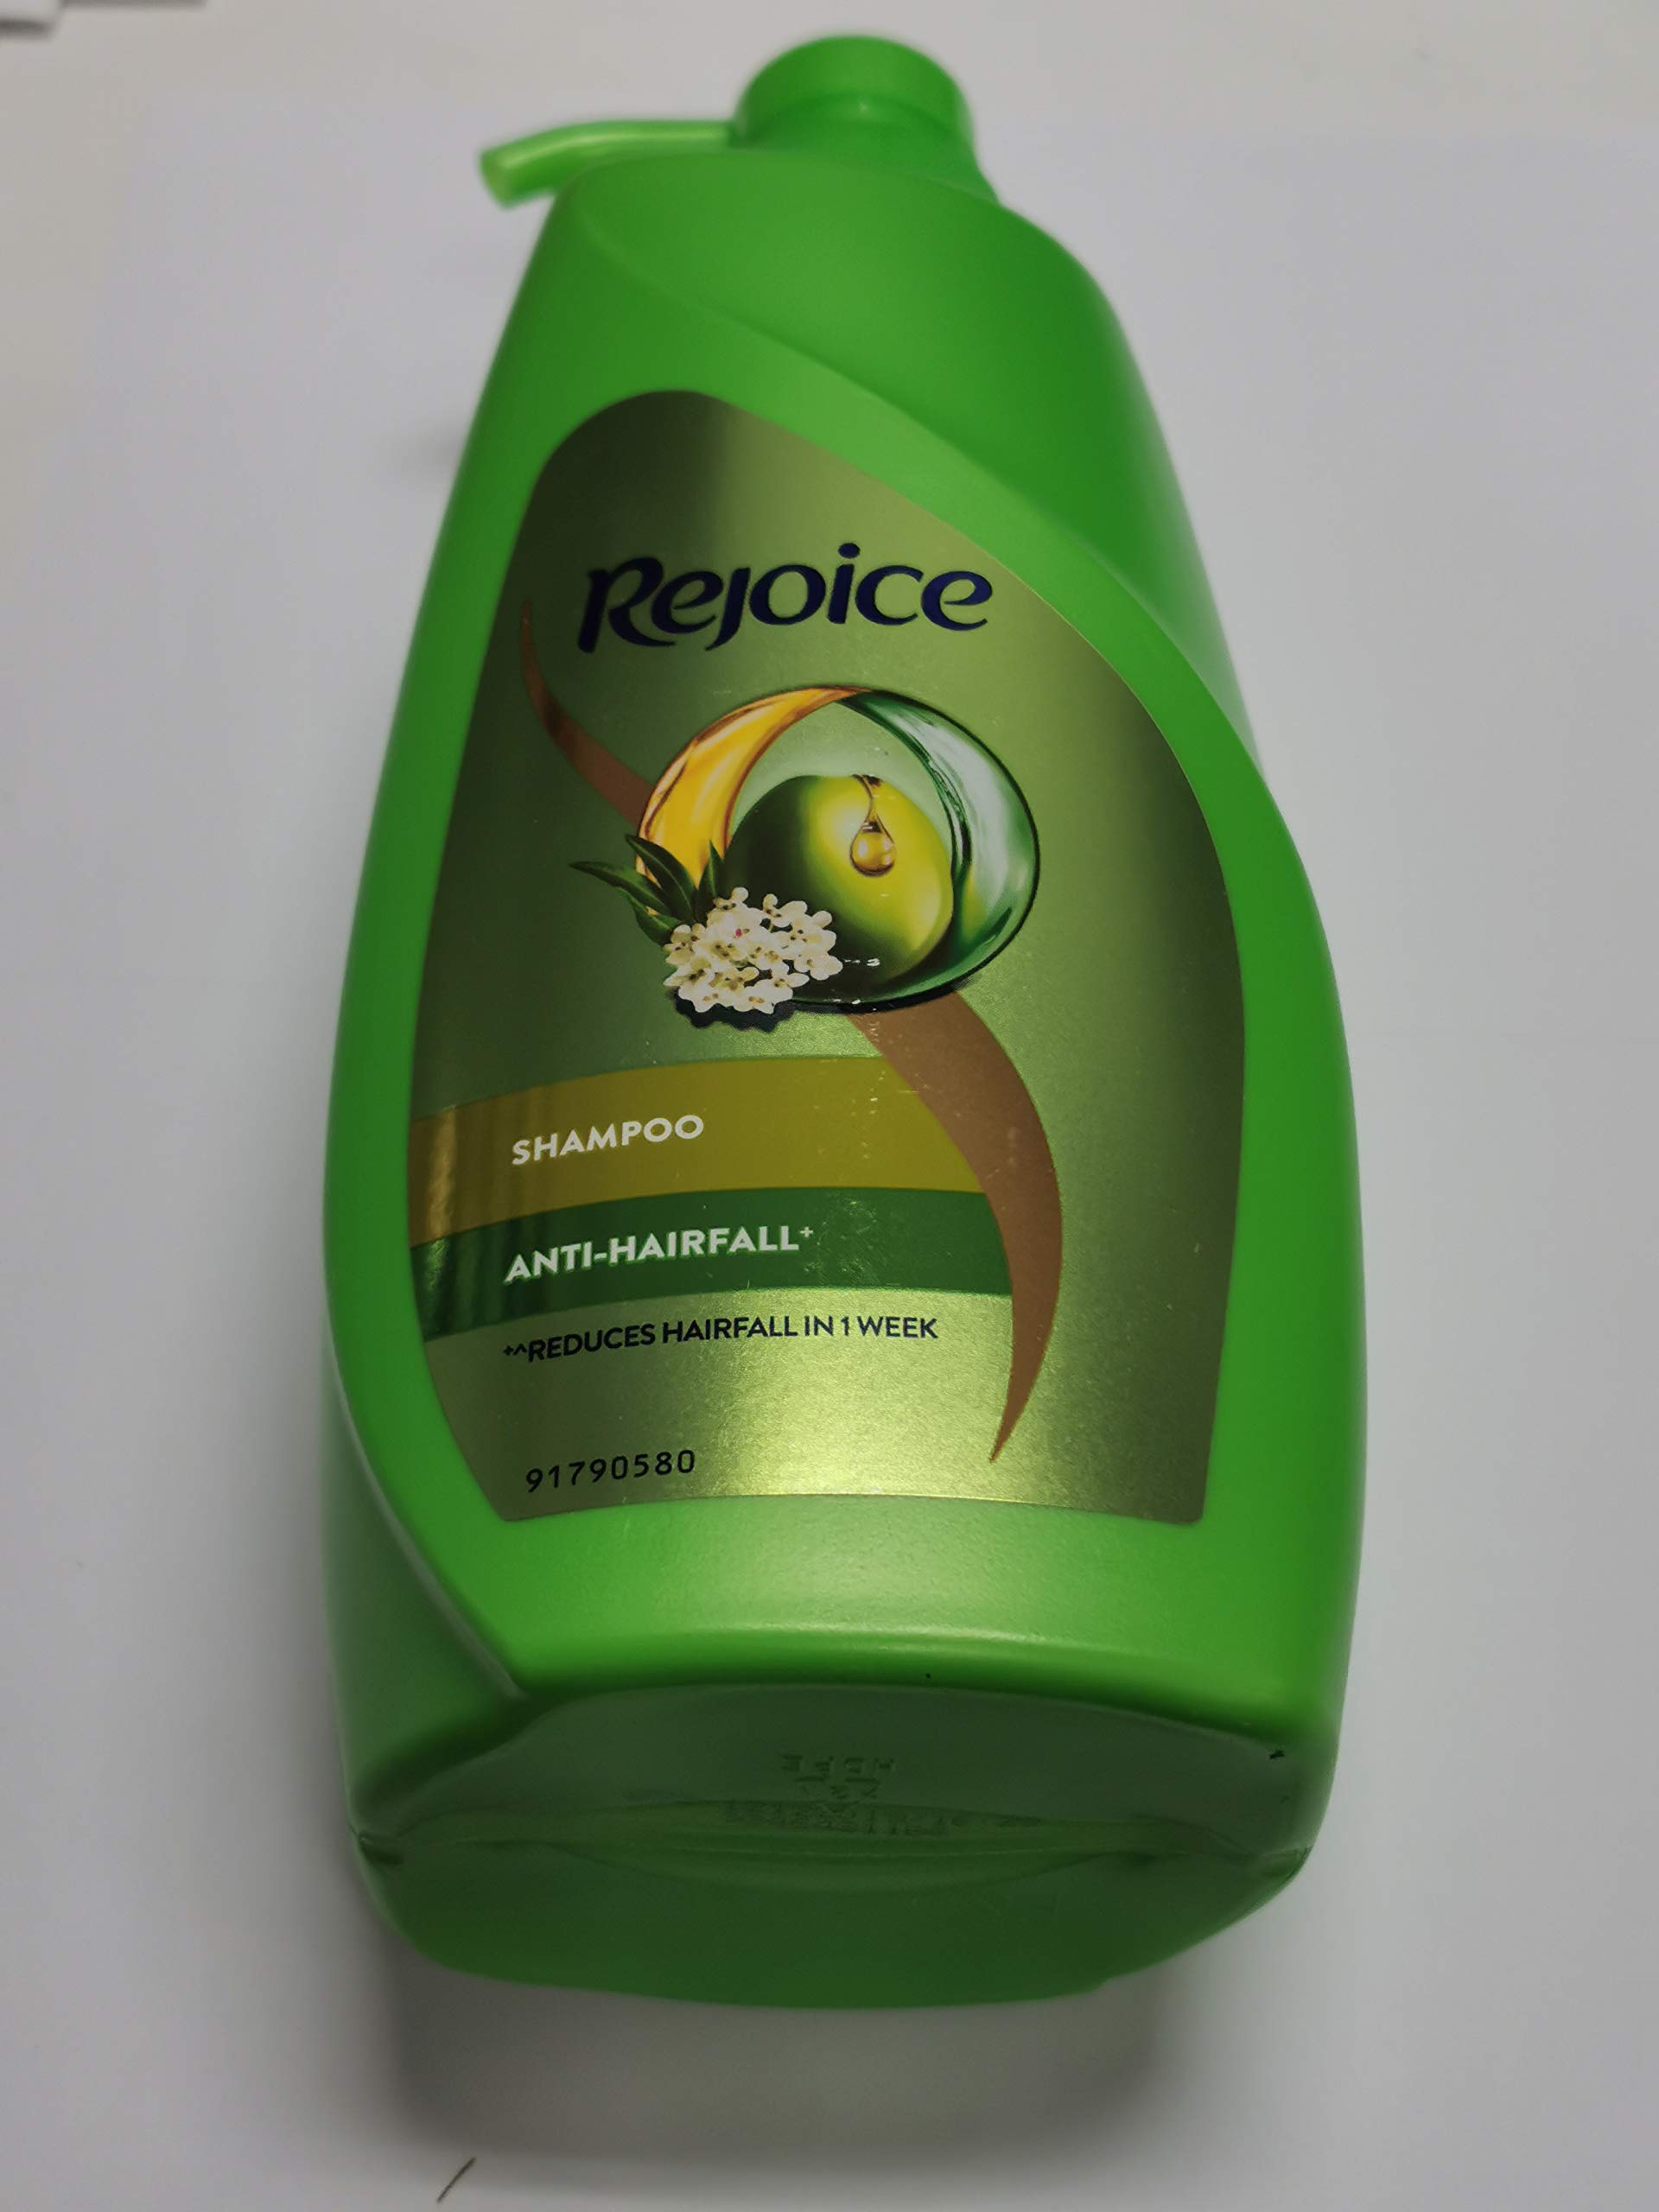 Rejoice
SHAMPOO
ANTI-HAIRFALL⁺
⁺^REDUCES HAIRFALL IN 1 WEEK
91790580